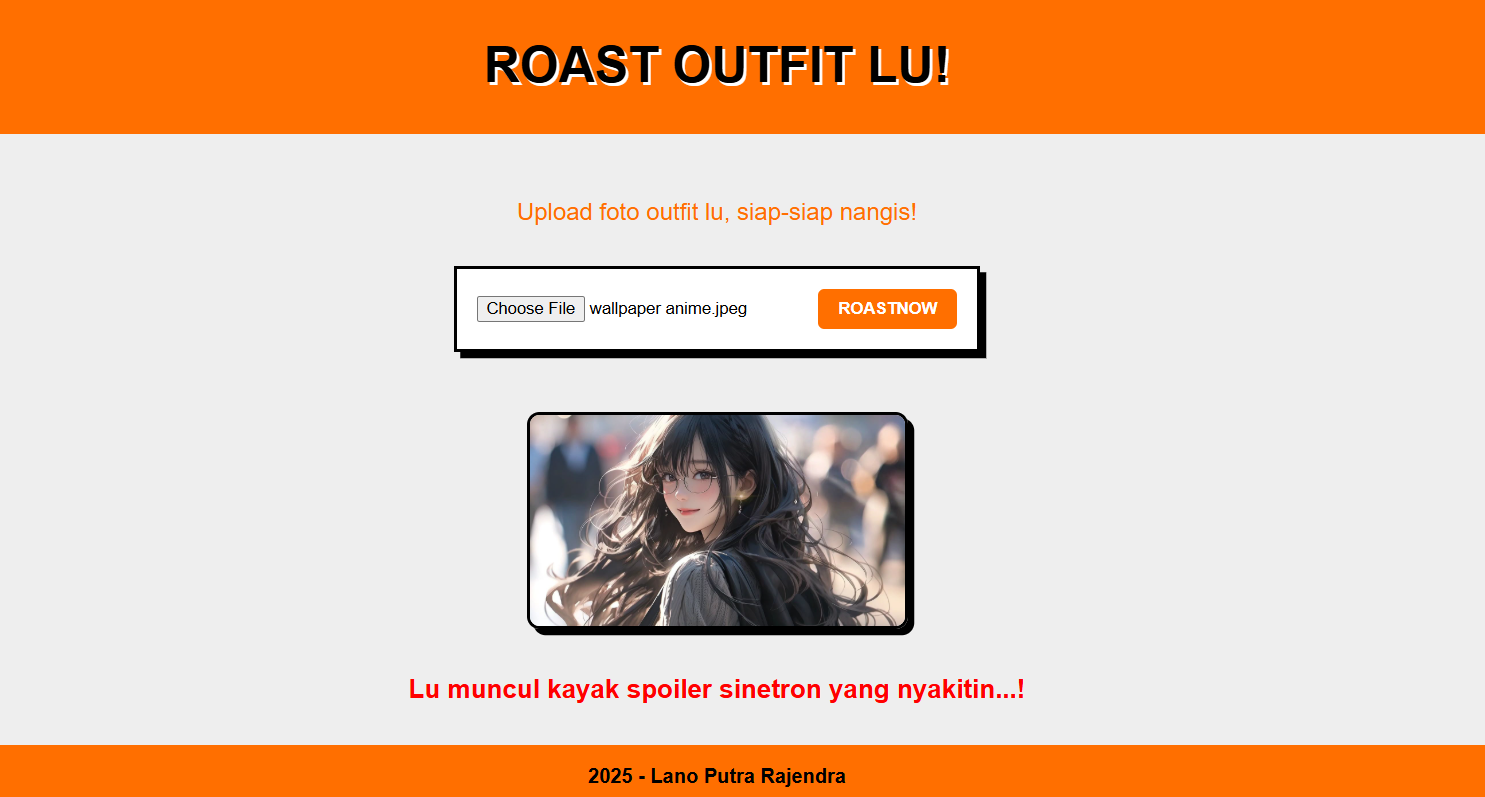 ROAST OUTFIT LU!
Upload foto outfit lu, siap-siap nangis!
Choose File wallpaper anime.jpeg ROASTNOW
Lu muncul kayak spoiler sinetron yang nyakitin...!
2025 - Lano Putra Rajendra